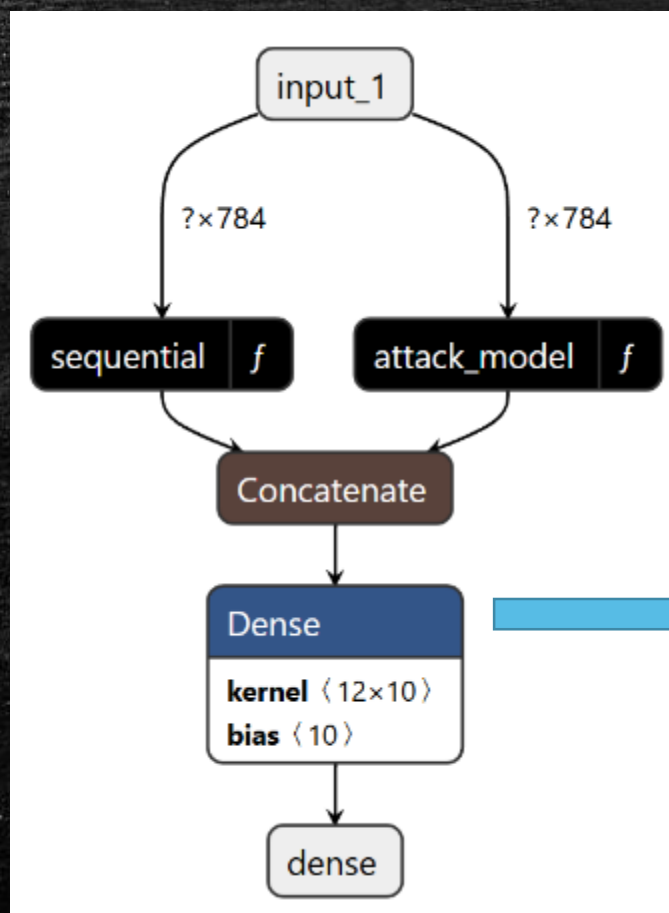 input_1
?×784 ?×784
sequential f attack_model f
Concatenate
Dense
kernel 〈12×10〉
bias 〈10〉
dense